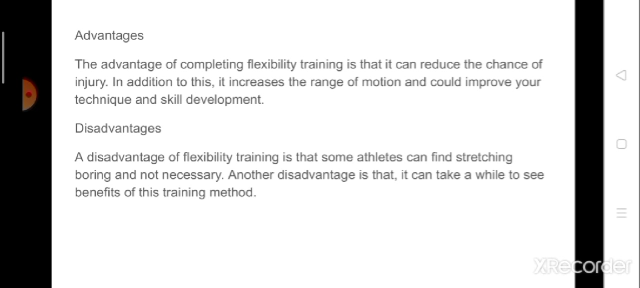 Advantages
The advantage of completing flexibility training is that it can reduce the chance of
injury. In addition to this, it increases the range of motion and could improve your
technique and skill development.
Disadvantages
A disadvantage of flexibility training is that some athletes can find stretching
boring and not necessary. Another disadvantage is that, it can take a while to see
benefits of this training method.
XRecorder